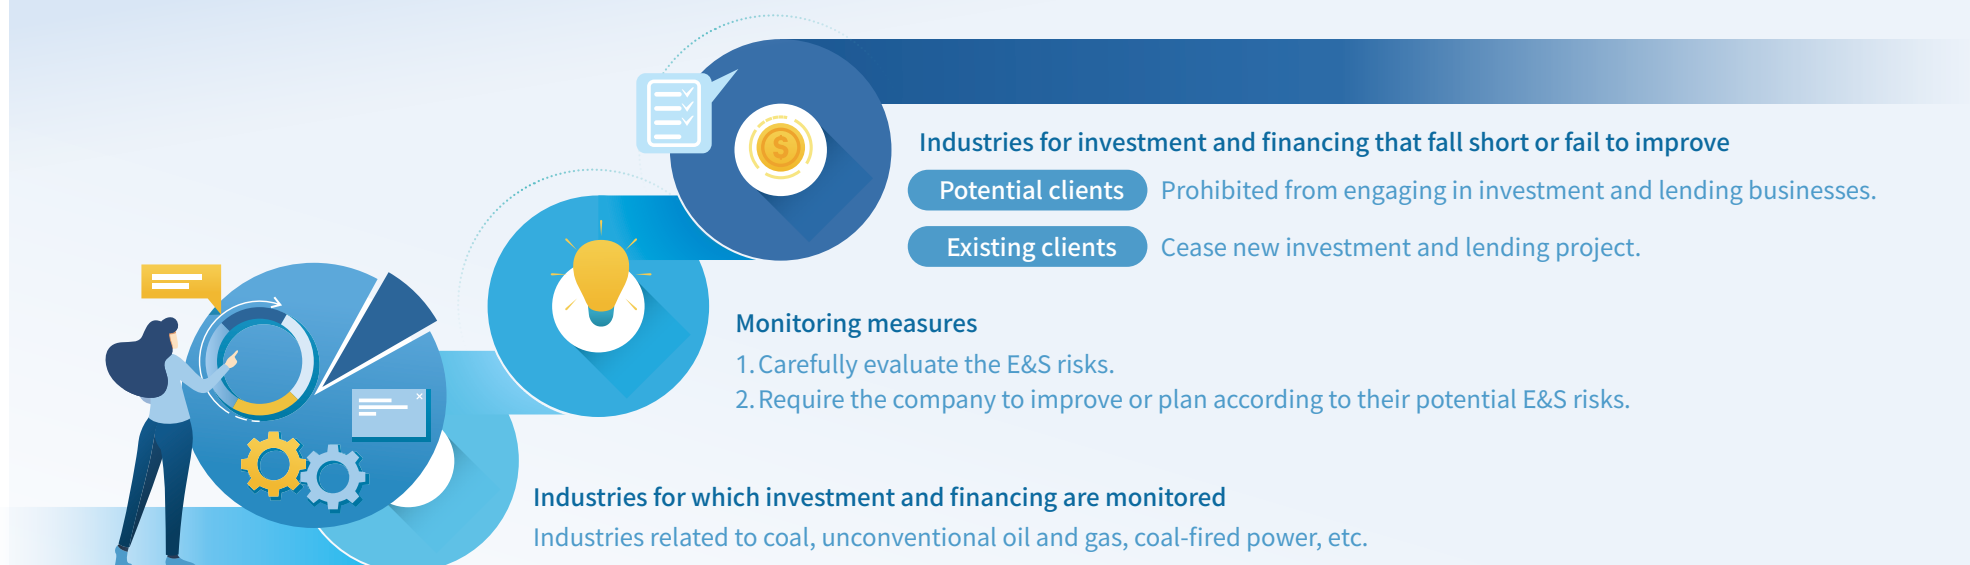 Industries for investment and financing that fall short or fail to improve
Potential clients Prohibited from engaging in investment and lending businesses.
Existing clients Cease new investment and lending project.
Monitoring measures
1. Carefully evaluate the E&S risks.
2. Require the company to improve or plan according to their potential E&S risks.
Industries for which investment and financing are monitored
Industries related to coal, unconventional oil and gas, coal-fired power, etc.